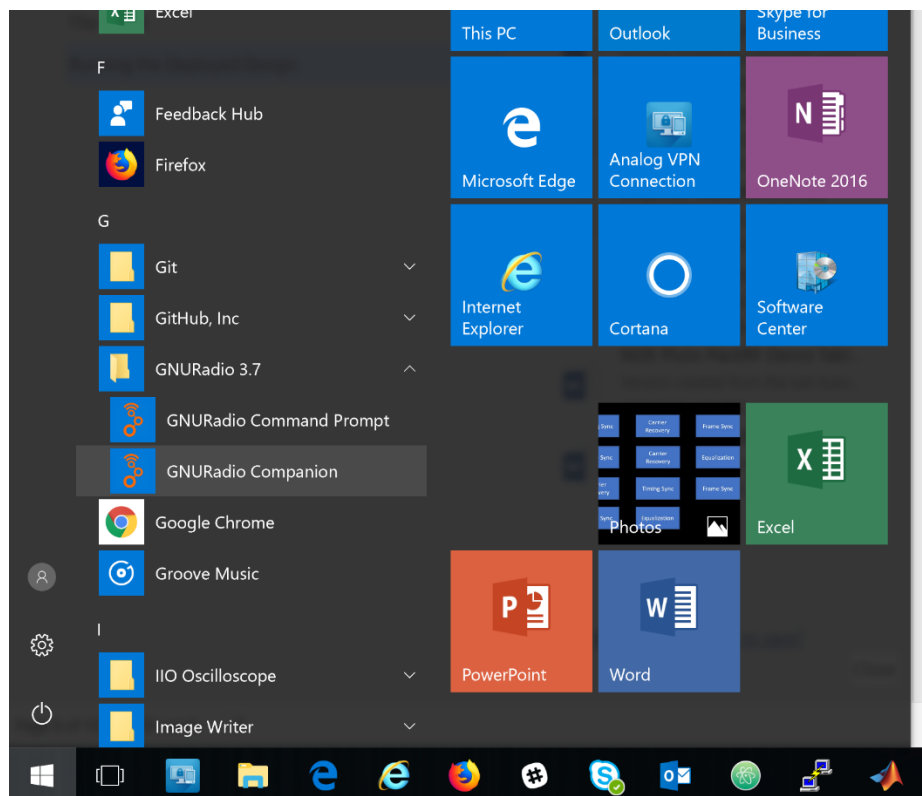 Excel
F
Feedback Hub
Firefox
G
Git
GitHub, Inc
GNURadio 3.7
GNURadio Command Prompt
GNURadio Companion
Google Chrome
Groove Music
I
IIO Oscilloscope
Image Writer
This PC
Outlook
Skype for
Business
Microsoft Edge
Analog VPN
Connection
OneNote 2016
Internet
Explorer
Cortana
Software
Center
Carrier
Recovery
Frame Sync
Sync
Carrier
Recovery
Equalization
Timing Sync
Frame Sync
Sync
Equalization
Photos
Excel
PowerPoint
Word